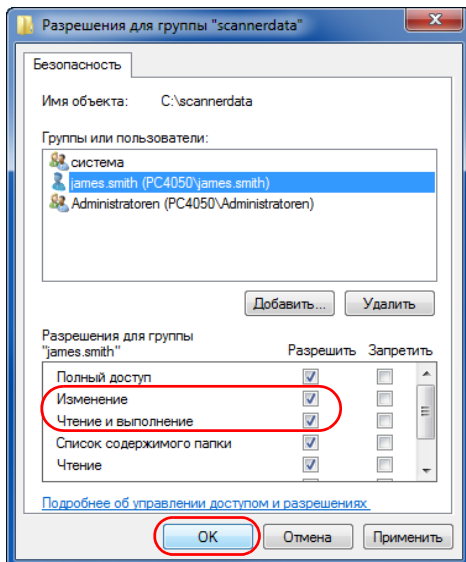 Разрешения для группы "scannerdata"
Безопасность
Имя объекта: C:\scannerdata
Группы или пользователи:
система
james.smith (PC4050\james.smith)
Administratoren (PC4050\Administratoren)
Добавить... Удалить
Разрешения для группы
"james.smith" Разрешить Запретить
Полный доступ
Изменение
Чтение и выполнение
Список содержимого папки
Чтение
Подробнее об управлении доступом и разрешениях
OK Отмена Применить